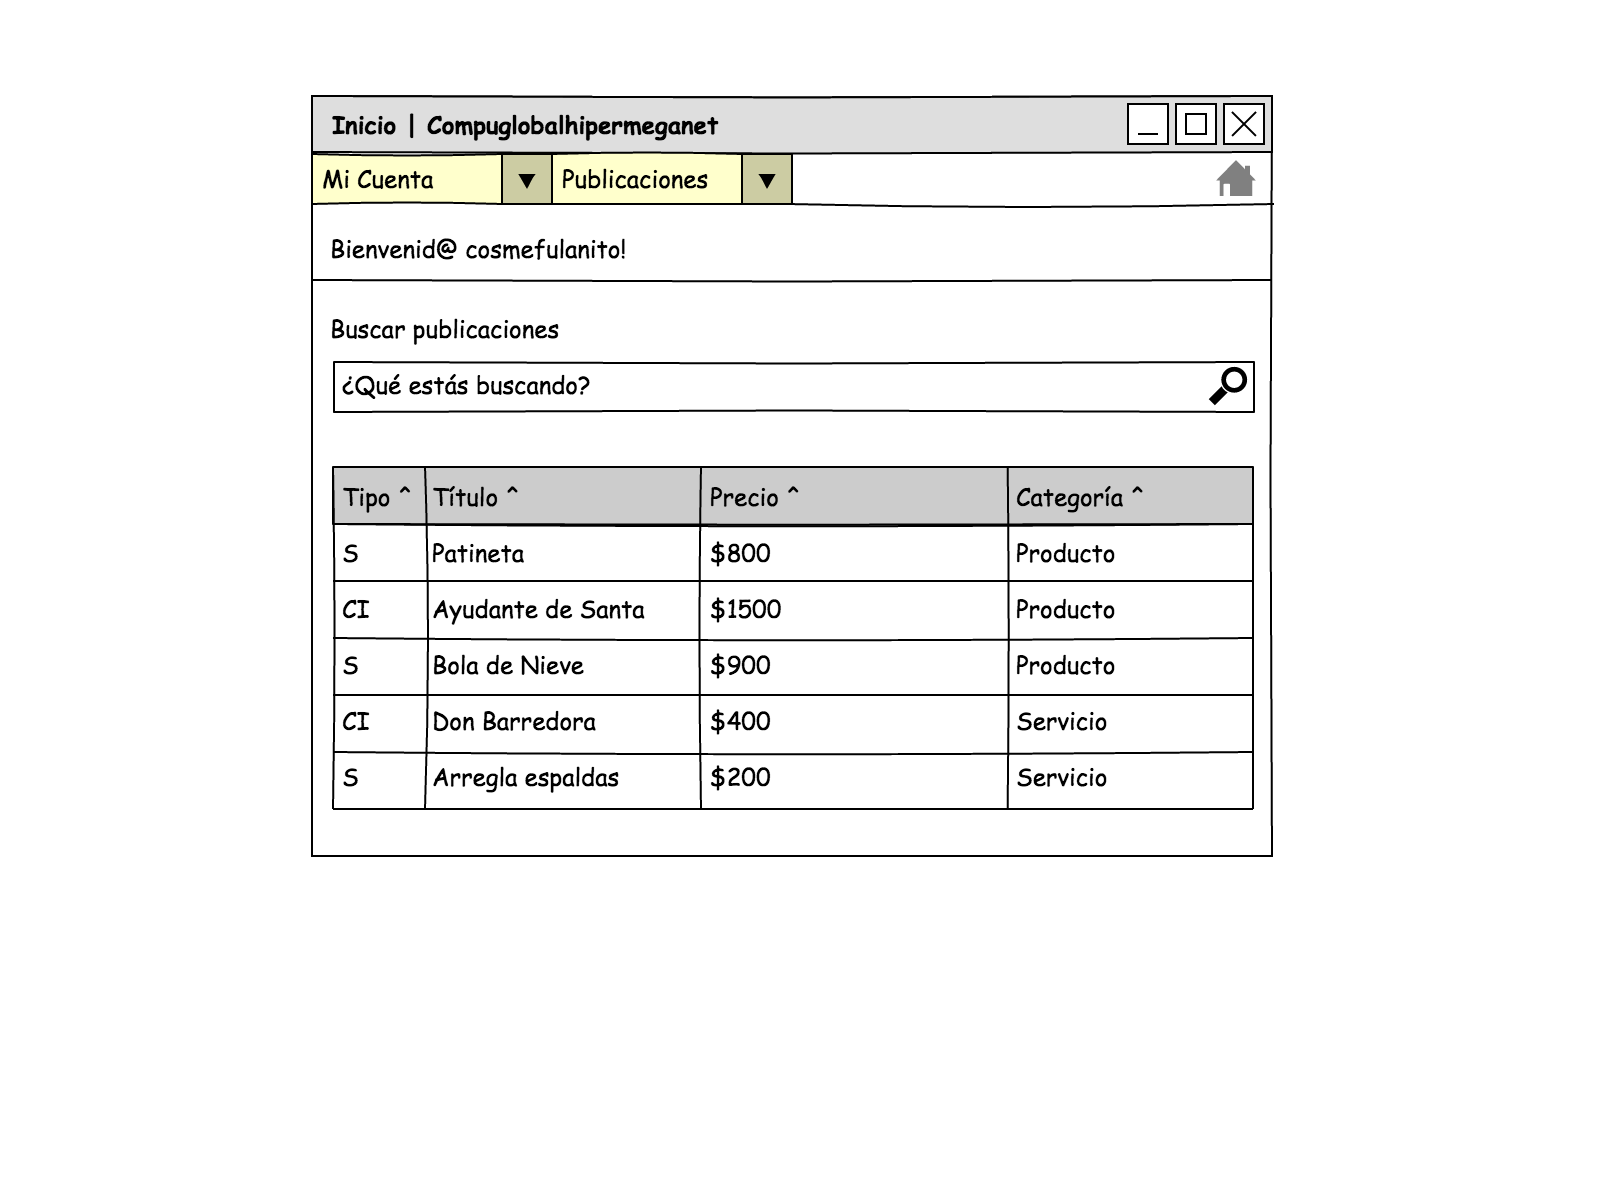 Inicio | Compuglobalhipermeganet
Mi Cuenta ▼ Publicaciones ▼
Bienvenid@ cosmefulanito!
Buscar publicaciones
¿Qué estás buscando?
Tipo ^ Título ^ Precio ^ Categoría ^
S Patineta $800 Producto
CI Ayudante de Santa $1500 Producto
S Bola de Nieve $900 Producto
CI Don Barredora $400 Servicio
S Arregla espaldas $200 Servicio